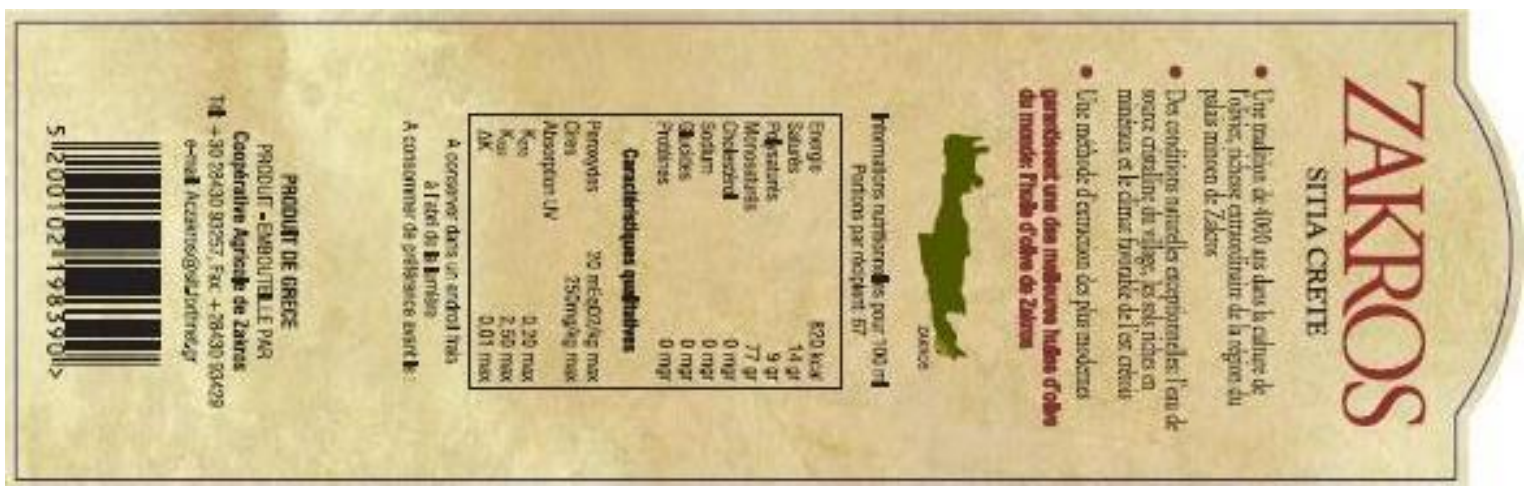 ZAKROS
SITIA CRETE
• Une tradition de 4000 ans dans la culture de
l'olivier, richesse extraordinaire de la région du
palais minoen de Zakros
• Des conditions naturelles exceptionnelles: l'eau de
source cristalline du village, les sols riches en
minéraux et le climat favorable de l'est crétois
• Une méthode d'extraction des plus modernes
garantissent une des meilleures huiles d'olive
du monde: l'huile d'olive de Zakros
ZAKROS
Informations nutritionnelles pour 100 ml
Portions par récipient: 67
Energie 820 kcal
Saturés 14 gr
Polysaturés 9 gr
Monosaturés 77 gr
Cholestérol 0 mgr
Sodium 0 mgr
Glucides 0 mgr
Protéines 0 mgr
Caractéristiques qualitatives
Peroxydes 20 mEqO2/kg max
Cires 250mg/kg max
Absorption UV
K270 0.20 max
K232 2.50 max
ΔK 0.01 max
A conserver dans un endroit frais
à l'abri de la lumière
A consommer de préférence avant le:
PRODUIT DE GRECE
PRODUIT - EMBOUTEILLE PAR
Coopérative Agricole de Zakros
Tél: +30 28430 93257, Fax: +28430 93429
e-mail:
5 200102 198390 >